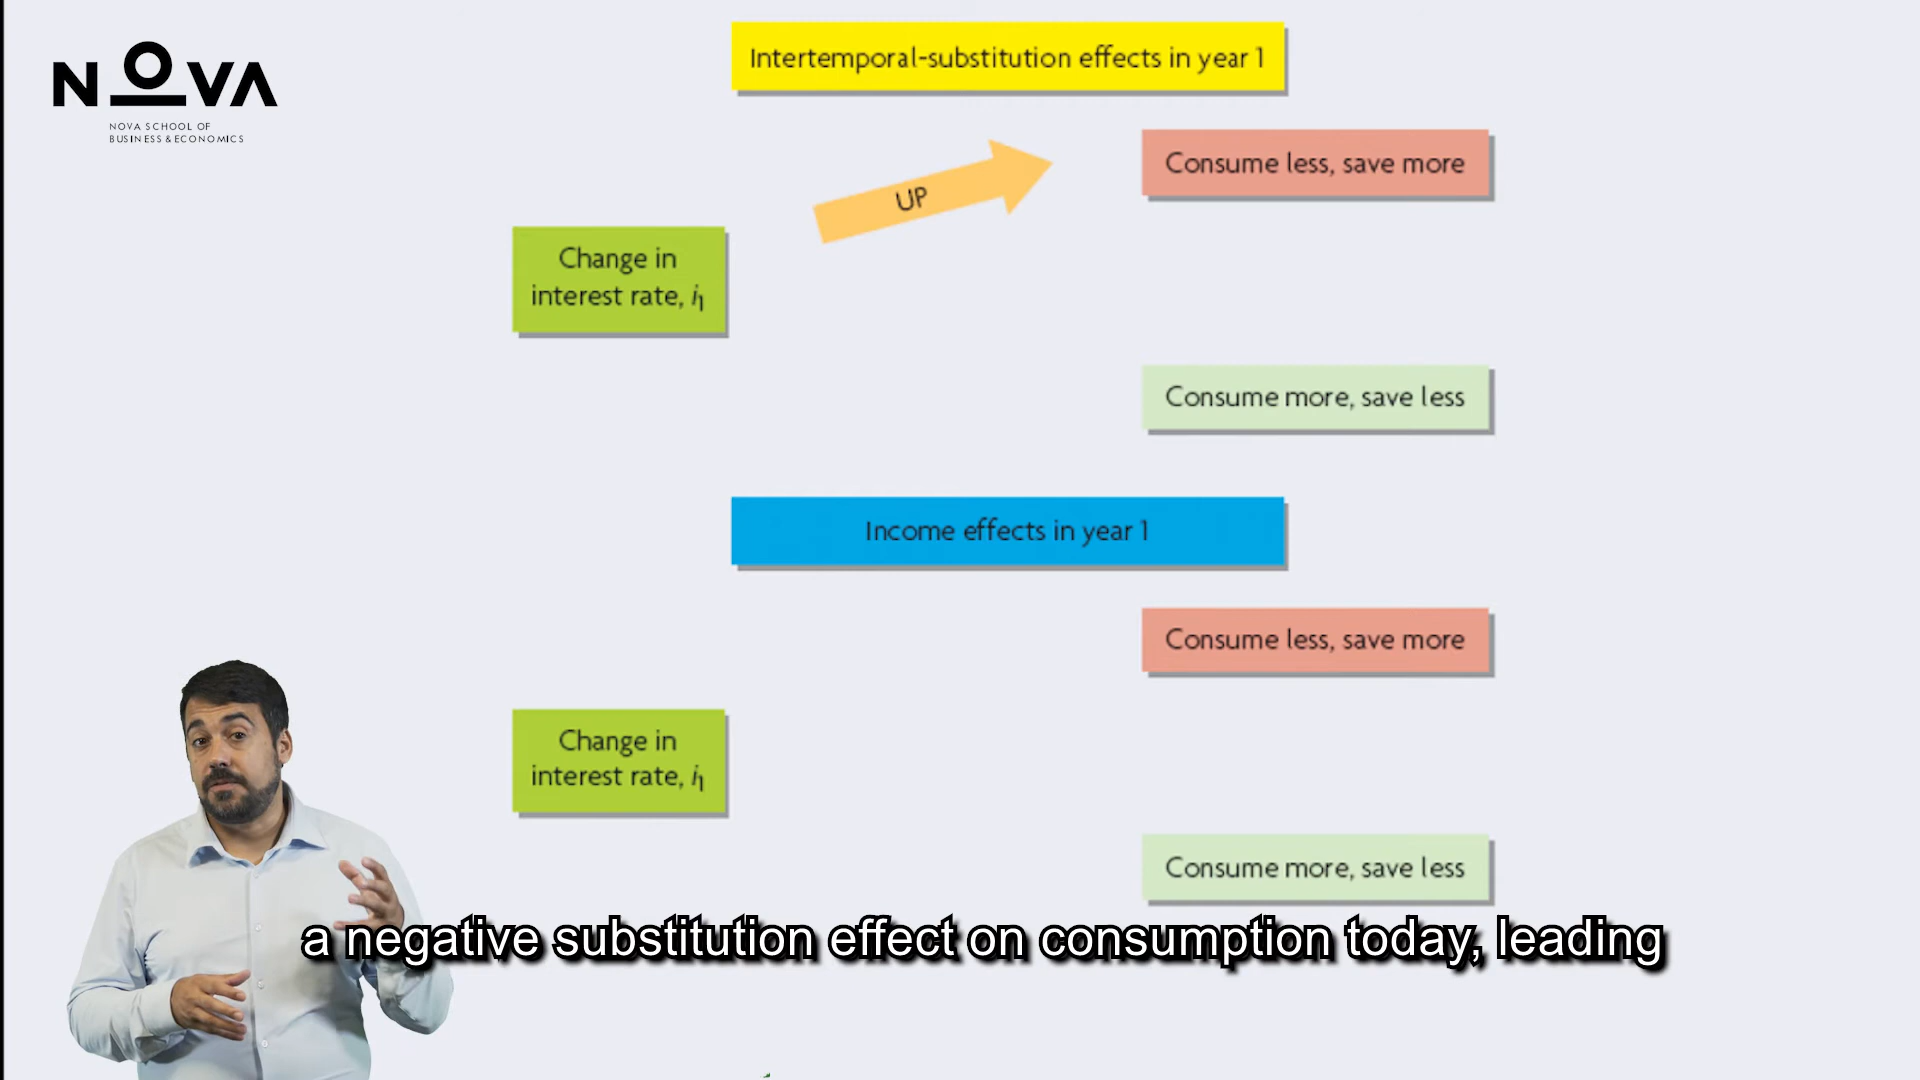 NOVA
NOVA SCHOOL OF
BUSINESS & ECONOMICS
Intertemporal-substitution effects in year 1
Consume less, save more
UP
Change in
interest rate, i1
Consume more, save less
Income effects in year 1
Consume less, save more
Change in
interest rate, i1
Consume more, save less
a negative substitution effect on consumption today, leading